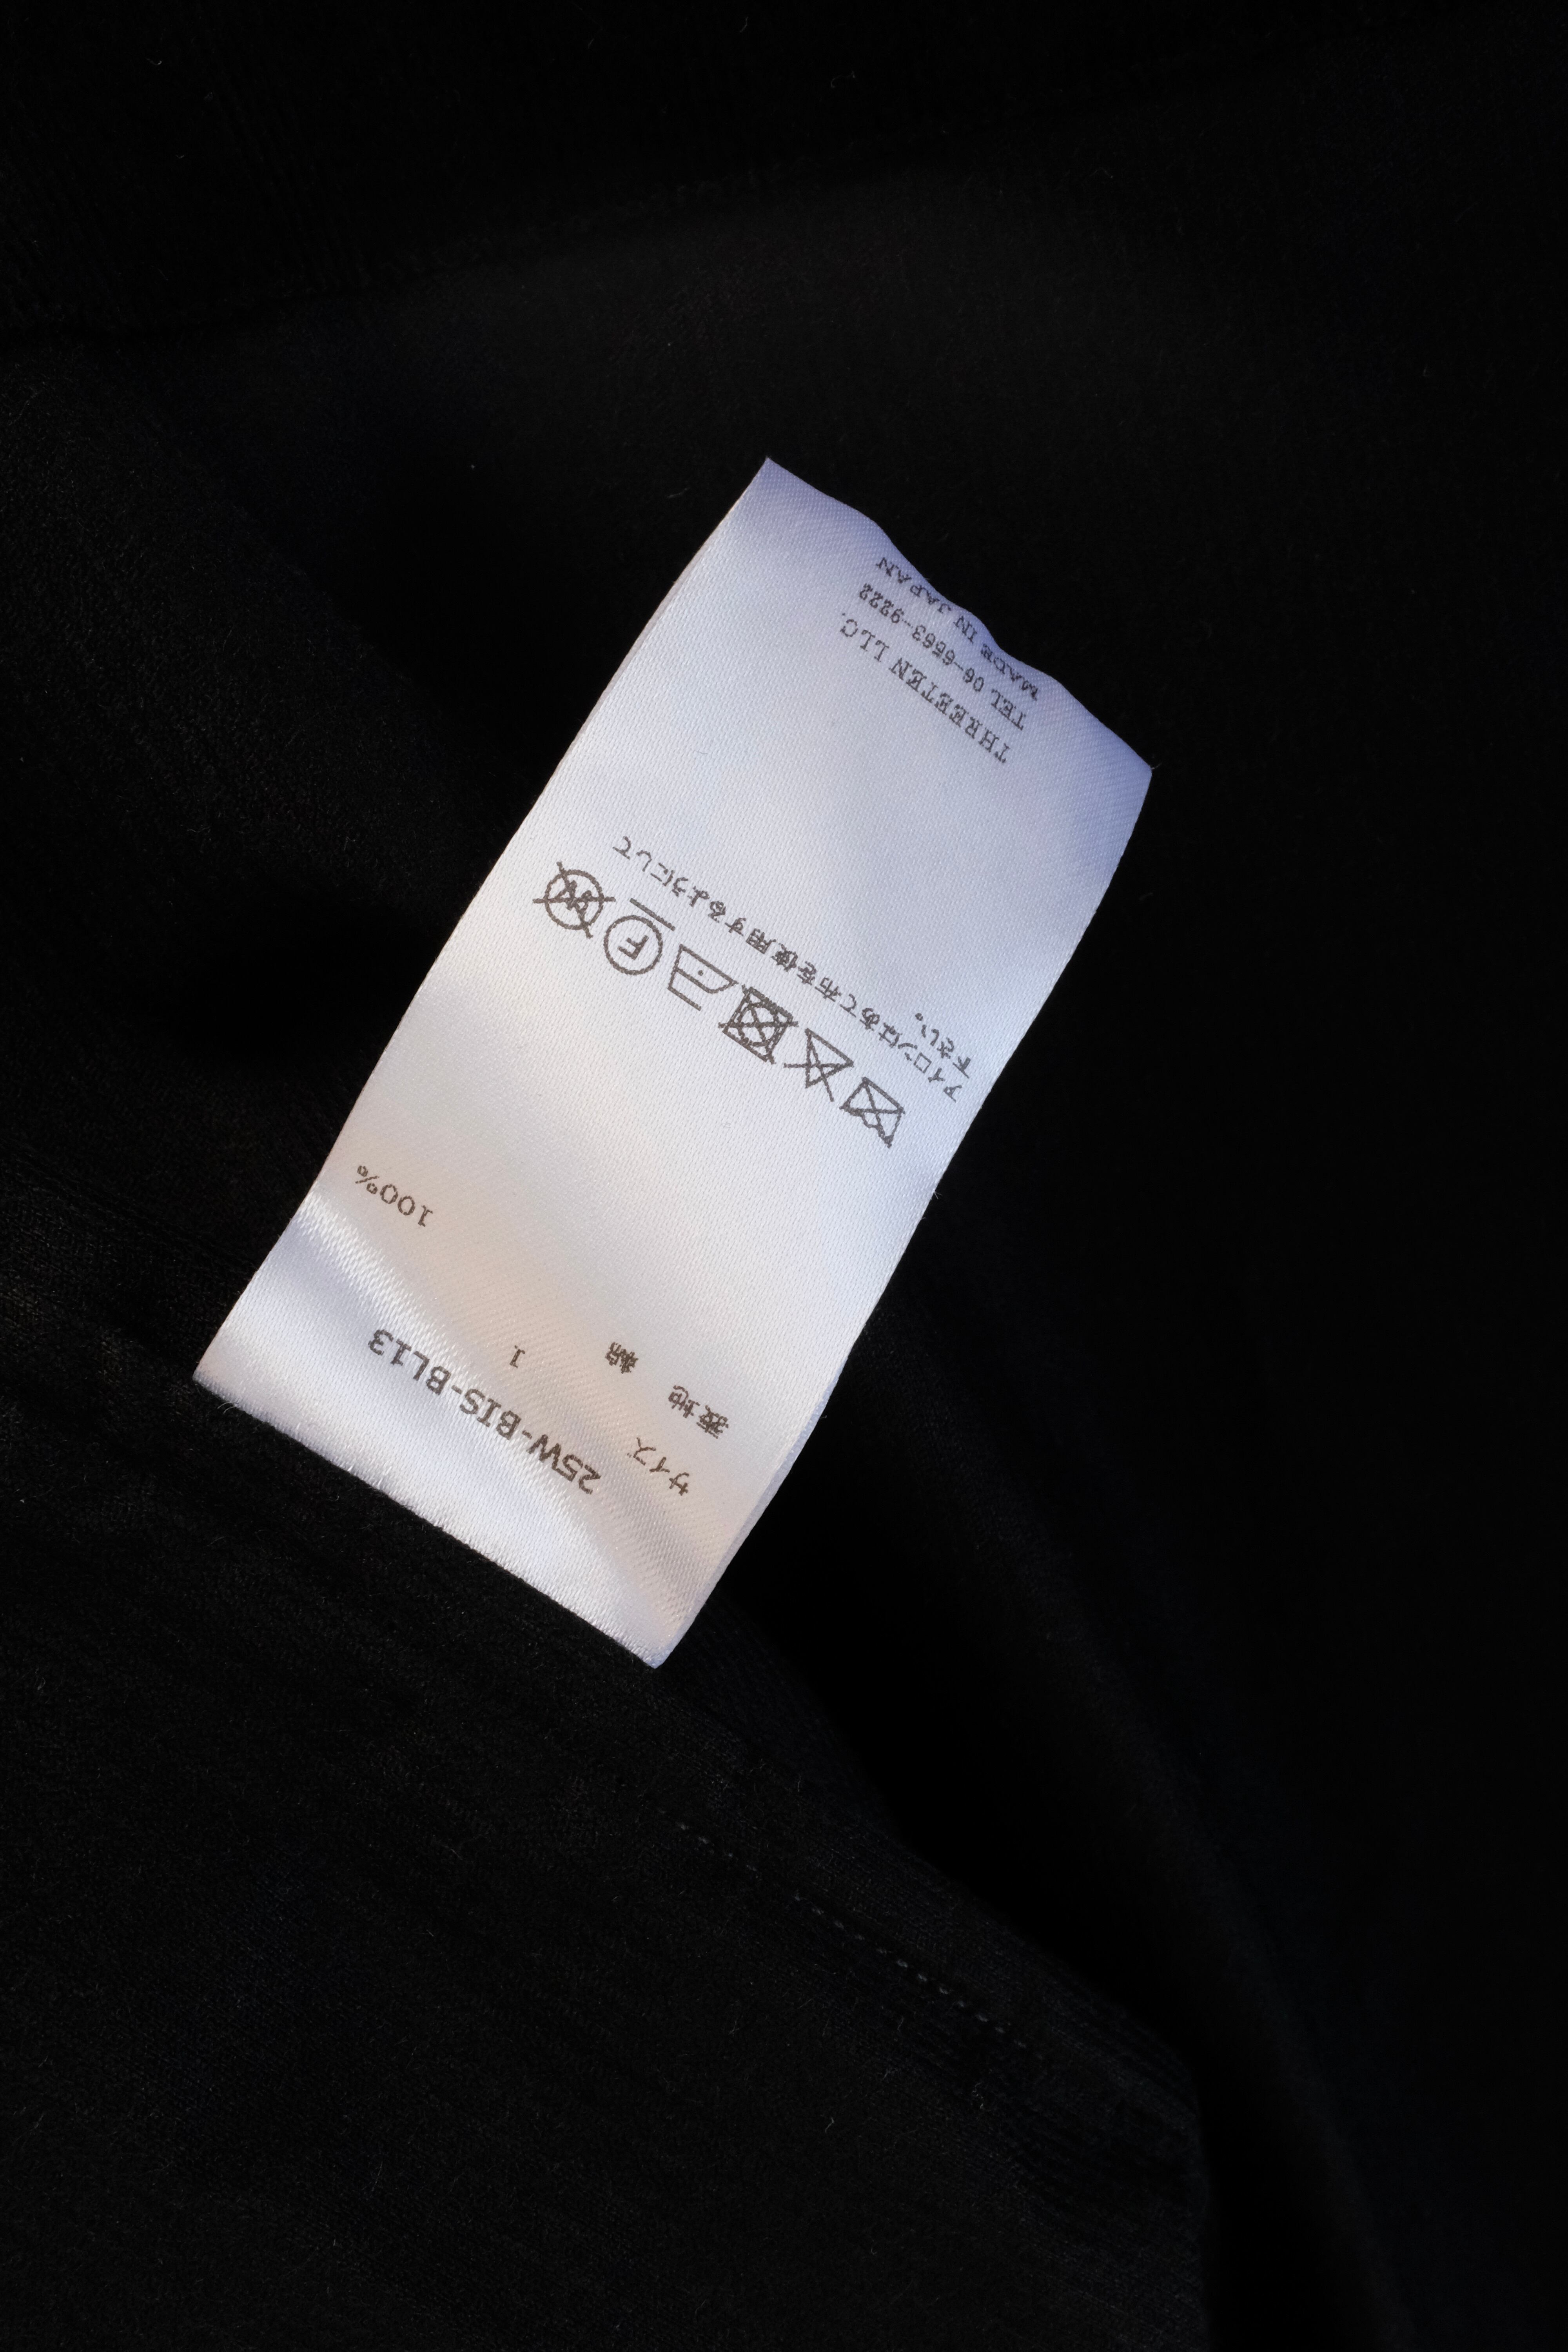 25W-BIS-BL13
サイズ 1
表地
綿 100%
F
W
アイロンはあて布を使用するようにして
下さい。
THREETEN LLC.
TEL 06-6563-9222
MADE IN JAPAN